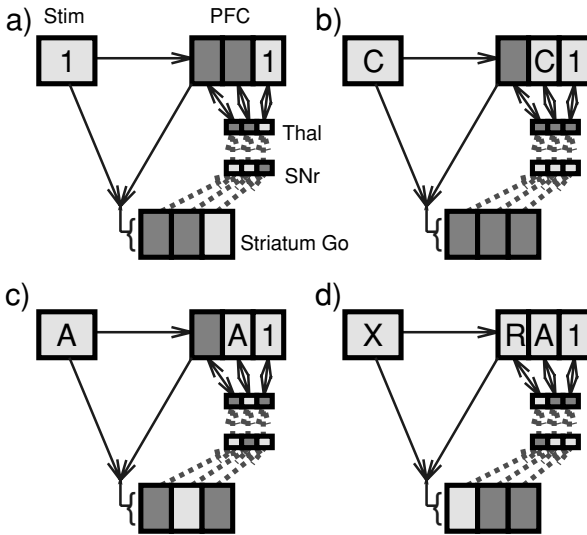 a) Stim PFC
1 1
Thal
SNr
Striatum Go
b)
C C 1
c)
A A 1
d)
X R A 1